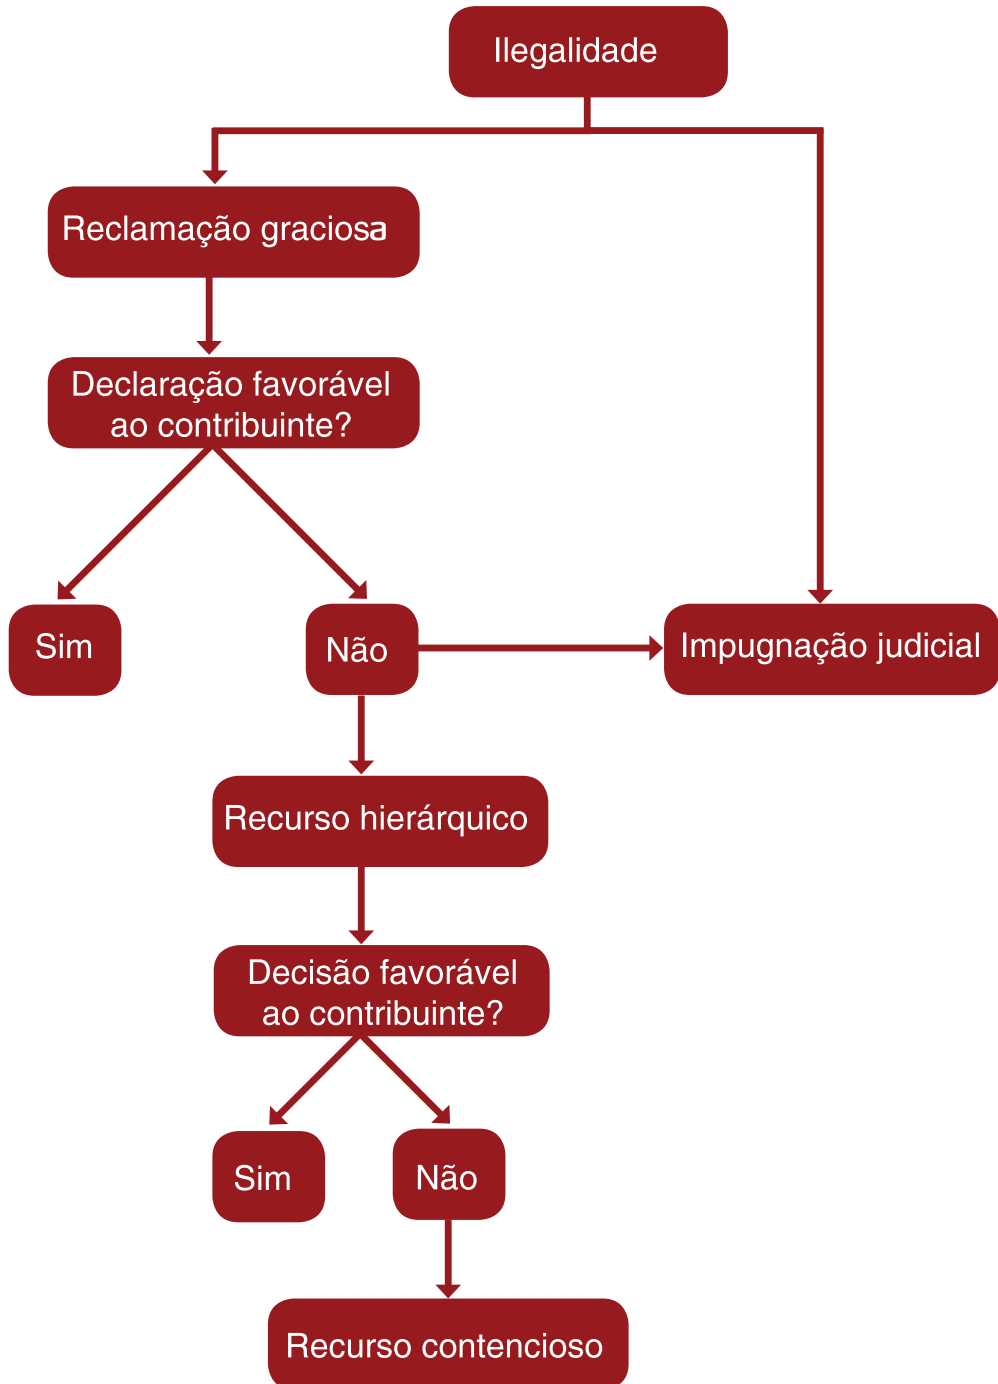 Ilegalidade
Reclamação graciosa
Declaração favorável
ao contribuinte?
Sim
Não
Impugnação judicial
Recurso hierárquico
Decisão favorável
ao contribuinte?
Sim
Não
Recurso contencioso